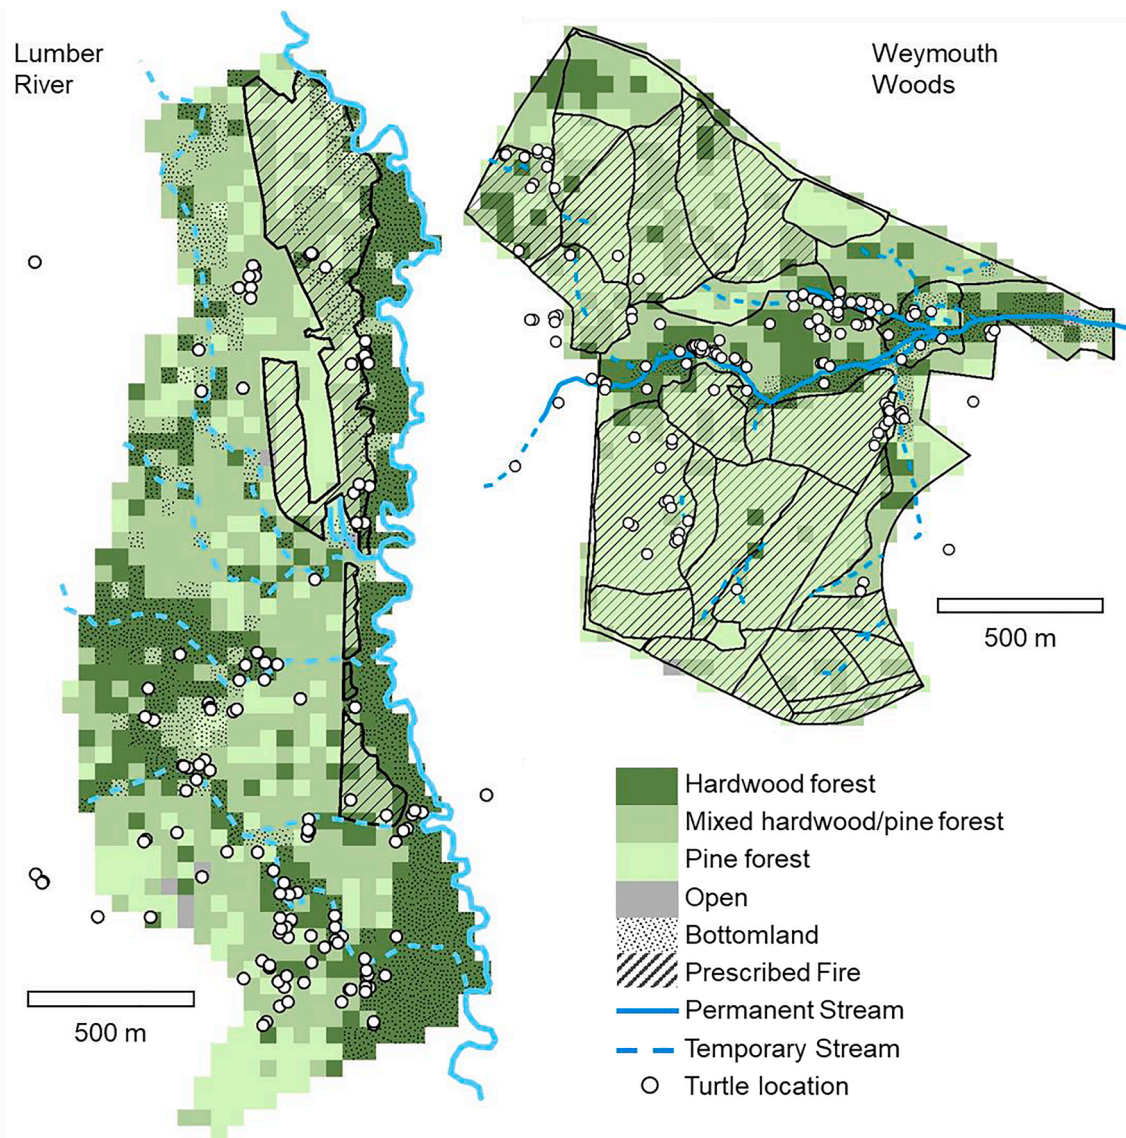 Lumber
River
Weymouth
Woods
500 m
Hardwood forest
Mixed hardwood/pine forest
Pine forest
Open
Bottomland
Prescribed Fire
Permanent Stream
Temporary Stream
Turtle location
500 m